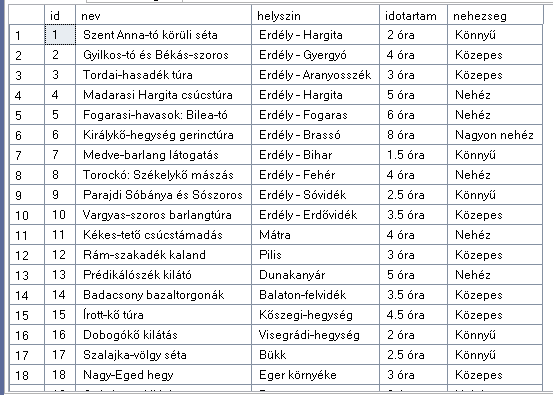 id nev helyszin idotartam nehezseg
1 1 Szent Anna-tó körüli séta Erdély - Hargita 2 óra Könnyű
2 2 Gyilkos-tó és Békás-szoros Erdély - Gyergyó 4 óra Közepes
3 3 Tordai-hasadék túra Erdély - Aranyosszék 3 óra Közepes
4 4 Madarasi Hargita csúcstúra Erdély - Hargita 5 óra Nehéz
5 5 Fogarasi-havasok: Bilea-tó Erdély - Fogaras 6 óra Nehéz
6 6 Királykő-hegység gerinctúra Erdély - Brassó 8 óra Nagyon nehéz
7 7 Medve-barlang látogatás Erdély - Bihar 1.5 óra Könnyű
8 8 Torockó: Székelykő mászás Erdély - Fehér 4 óra Nehéz
9 9 Parajdi Sóbánya és Sószoros Erdély - Sóvidék 2.5 óra Könnyű
10 10 Vargyas-szoros barlangtúra Erdély - Erdővidék 3.5 óra Közepes
11 11 Kékes-tető csúcstámadás Mátra 4 óra Nehéz
12 12 Rám-szakadék kaland Pilis 3 óra Közepes
13 13 Prédikálószék kilátó Dunakanyár 5 óra Nehéz
14 14 Badacsony bazaltorgonák Balaton-felvidék 3.5 óra Közepes
15 15 Írott-kő túra Kőszegi-hegység 4.5 óra Közepes
16 16 Dobogókő kilátás Visegrádi-hegység 2 óra Könnyű
17 17 Szalajka-völgy séta Bükk 2.5 óra Könnyű
18 18 Nagy-Eged hegy Eger környéke 3 óra Közepes